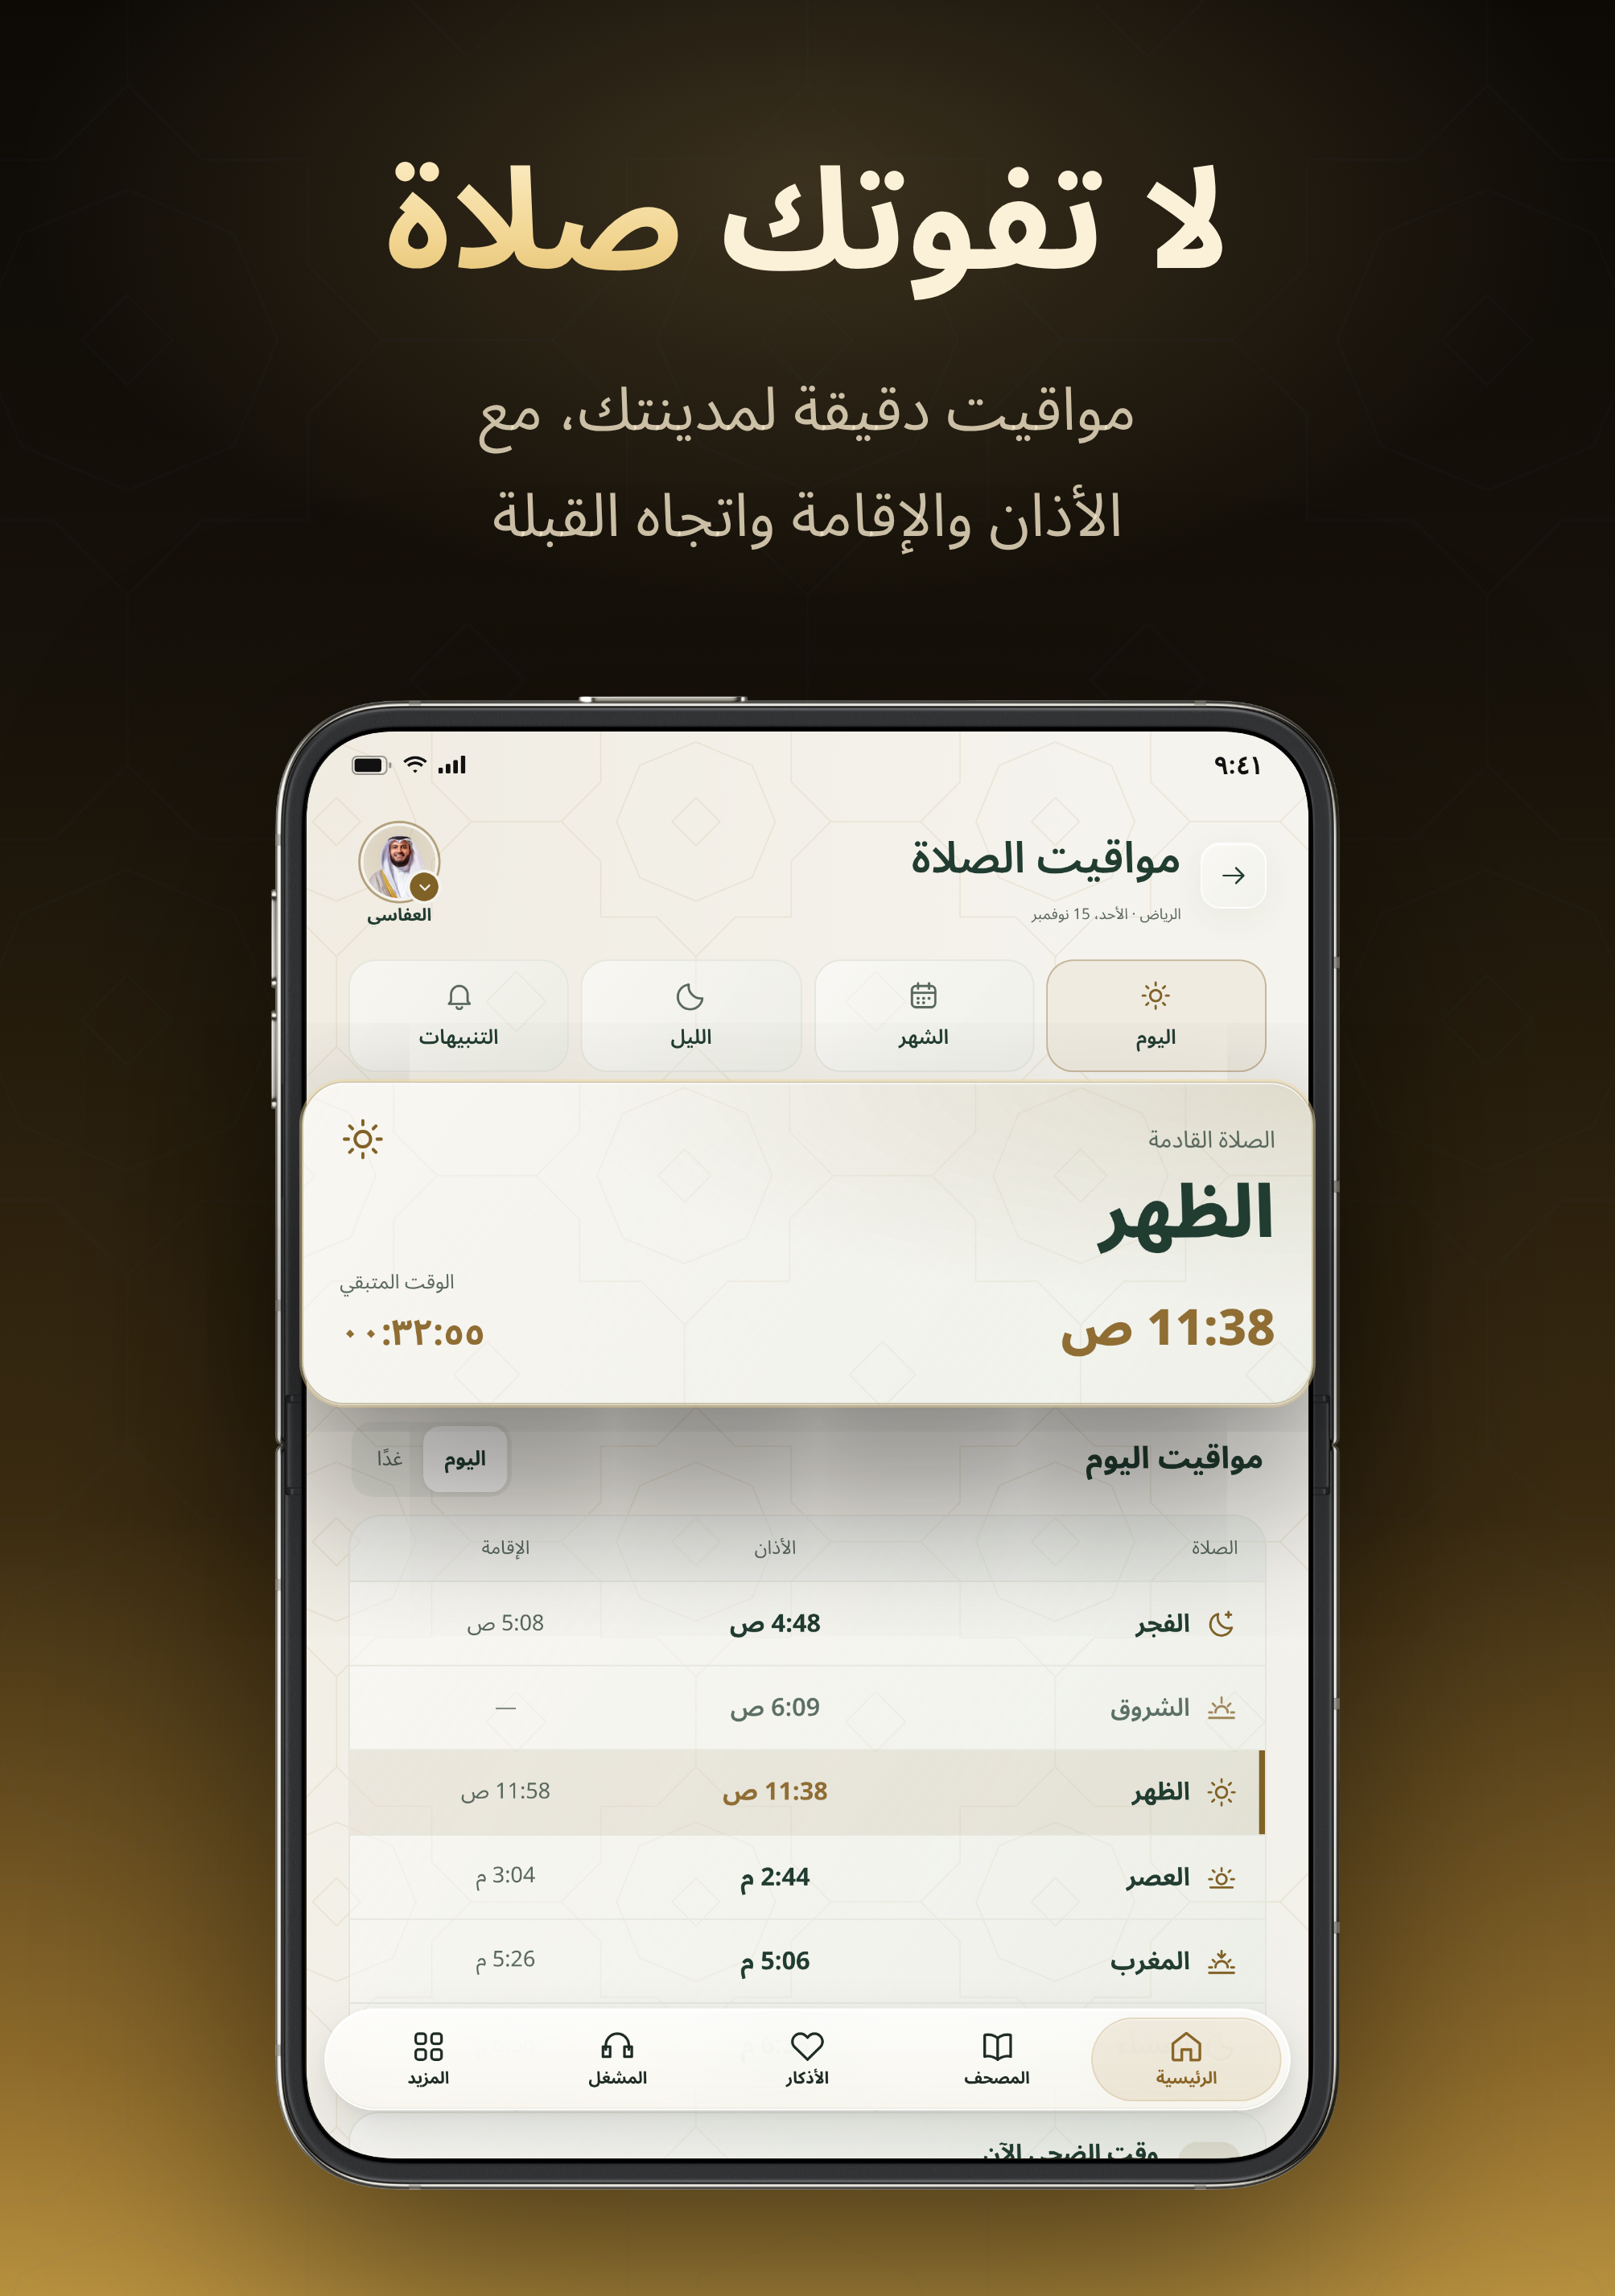 لا تفوتك صلاة
مواقيت دقيقة لمدينتك، مع
الأذان والإقامة واتجاه القبلة
٩:٤١
مواقيت الصلاة
الرياض · الأحد، 15 نوفمبر
العفاسي
اليوم
الشهر
الليل
التنبيهات
الصلاة القادمة
الظهر
11:38 ص
الوقت المتبقي
٠٠:٣٢:٥٥
مواقيت اليوم
اليوم
غدًا
الصلاة الأذان الإقامة
الفجر 4:48 ص 5:08 ص
الشروق 6:09 ص —
الظهر 11:38 ص 11:58 ص
العصر 2:44 م 3:04 م
المغرب 5:06 م 5:26 م
الرئيسية
المصحف
الأذكار
المشغل
المزيد
وقت الضحى الآن